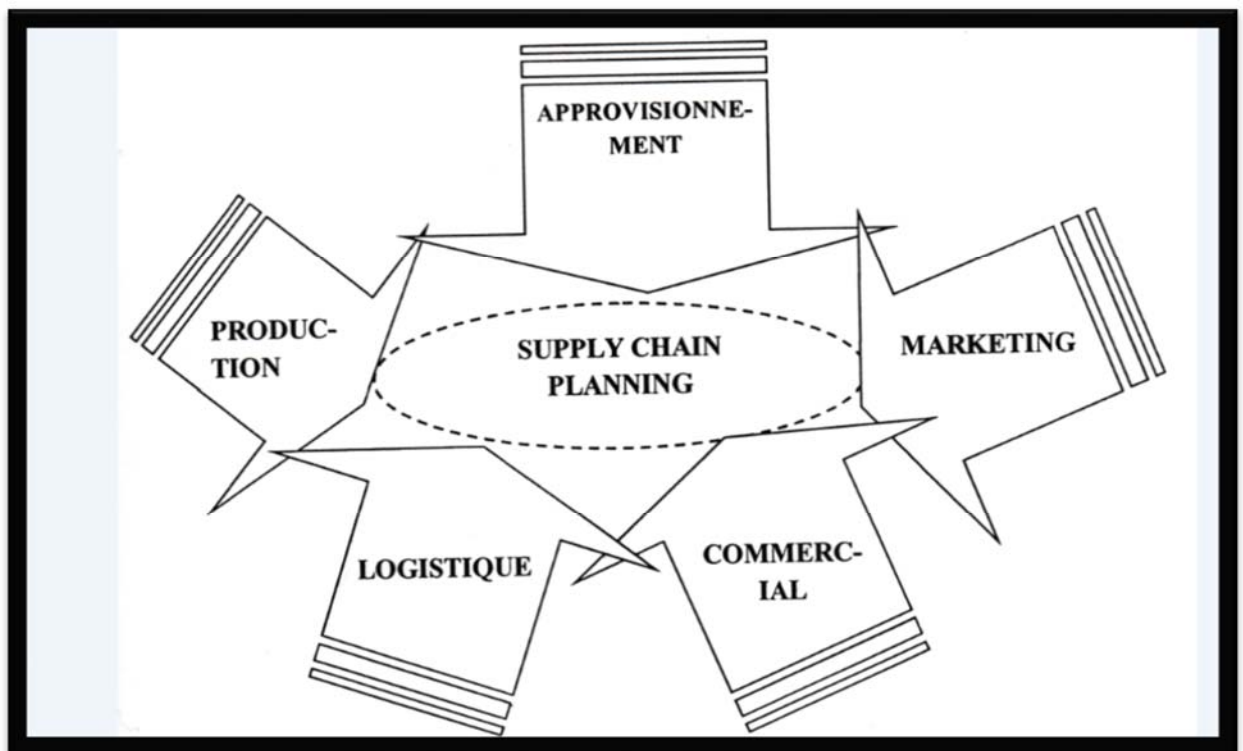 APPROVISIONNE-
MENT
PRODUC-
TION
SUPPLY CHAIN
PLANNING
MARKETING
LOGISTIQUE
COMMERC-
IAL